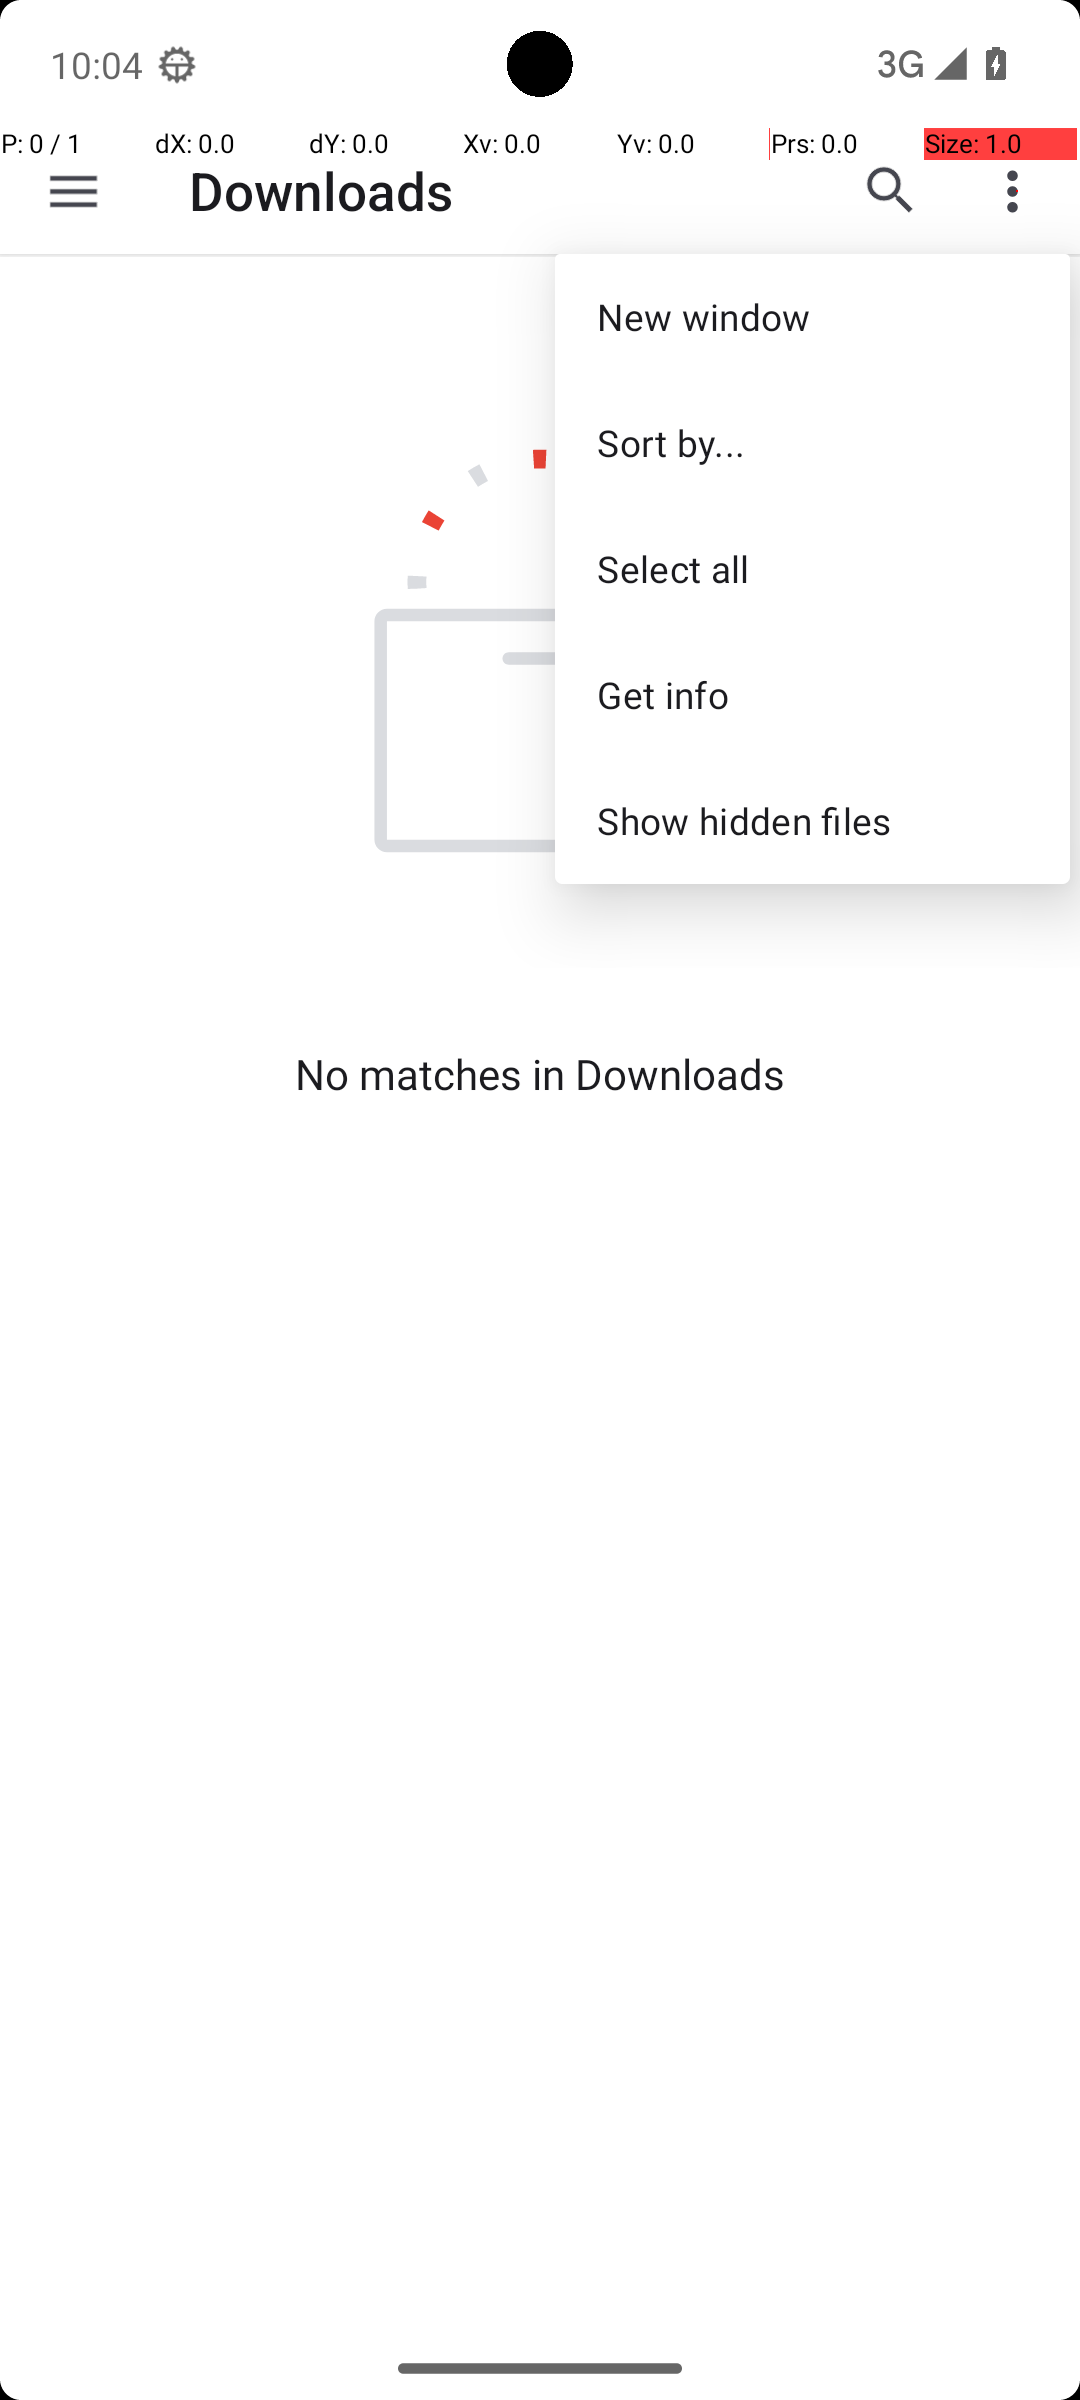 10:04
3G
P: 0 / 1 dX: 0.0 dY: 0.0 Xv: 0.0 Yv: 0.0 Prs: 0.0 Size: 1.0
Downloads
New window
Sort by...
Select all
Get info
Show hidden files
No matches in Downloads